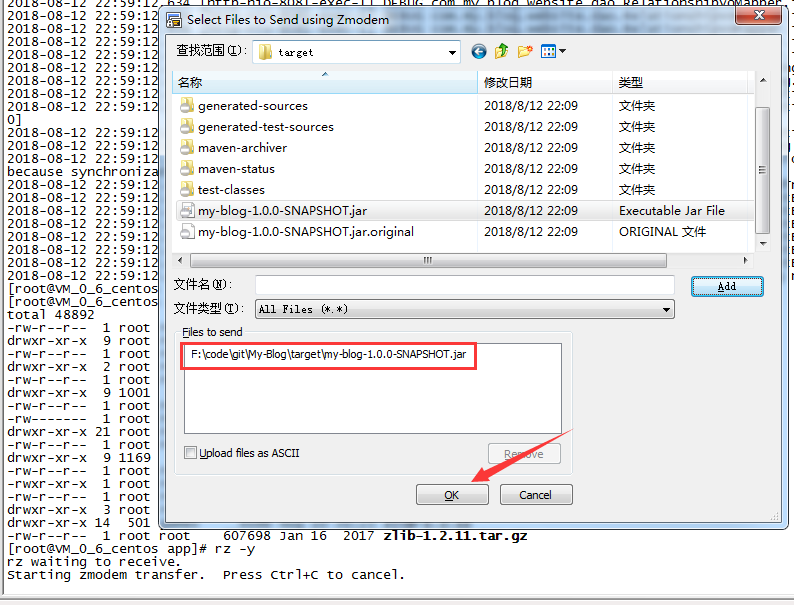 2018-08-12 22:59:12
Select Files to Send using Zmodem
查找范围(I):
target
名称
修改日期
类型
generated-sources 2018/8/12 22:09 文件夹
generated-test-sources 2018/8/12 22:09 文件夹
maven-archiver 2018/8/12 22:09 文件夹
maven-status 2018/8/12 22:09 文件夹
test-classes 2018/8/12 22:09 文件夹
my-blog-1.0.0-SNAPSHOT.jar 2018/8/12 22:09 Executable Jar File
my-blog-1.0.0-SNAPSHOT.jar.original 2018/8/12 22:09 ORIGINAL 文件
文件名(N):
Add
文件类型(T):
All Files (*.*)
Files to send
F:\code\git\My-Blog\target\my-blog-1.0.0-SNAPSHOT.jar
Upload files as ASCII
Remove
OK
Cancel
2018-08-12 22:59:12
2018-08-12 22:59:12
2018-08-12 22:59:12
2018-08-12 22:59:12
2018-08-12 22:59:12
2018-08-12 22:59:12
2018-08-12 22:59:12
0]
2018-08-12 22:59:12
2018-08-12 22:59:12
2018-08-12 22:59:12
because synchroniza
2018-08-12 22:59:12
2018-08-12 22:59:12
2018-08-12 22:59:12
2018-08-12 22:59:12
2018-08-12 22:59:12
2018-08-12 22:59:12
2018-08-12 22:59:12
2018-08-12 22:59:12
[root@VM_0_6_centos
[root@VM_0_6_centos
total 48892
-rw-r--r-- 1 root
drwxr-xr-x 9 root
-rw-r--r-- 1 root
drwxr-xr-x 2 root
-rw-r--r-- 1 root
drwxr-xr-x 9 1001
-rw-r--r-- 1 root
-rw------- 1 root
drwxr-xr-x 21 root
-rw-r--r-- 1 root
drwxr-xr-x 9 1169
-rw-r--r-- 1 root
-rw-r--r-- 1 root
-rw-r--r-- 1 root
drwxr-xr-x 3 root
drwxr-xr-x 14 501
-rw-r--r-- 1 root root 607698 Jan 16 2017 zlib-1.2.11.tar.gz
[root@VM_0_6_centos app]# rz -y
rz waiting to receive.
Starting zmodem transfer. Press Ctrl+C to cancel.